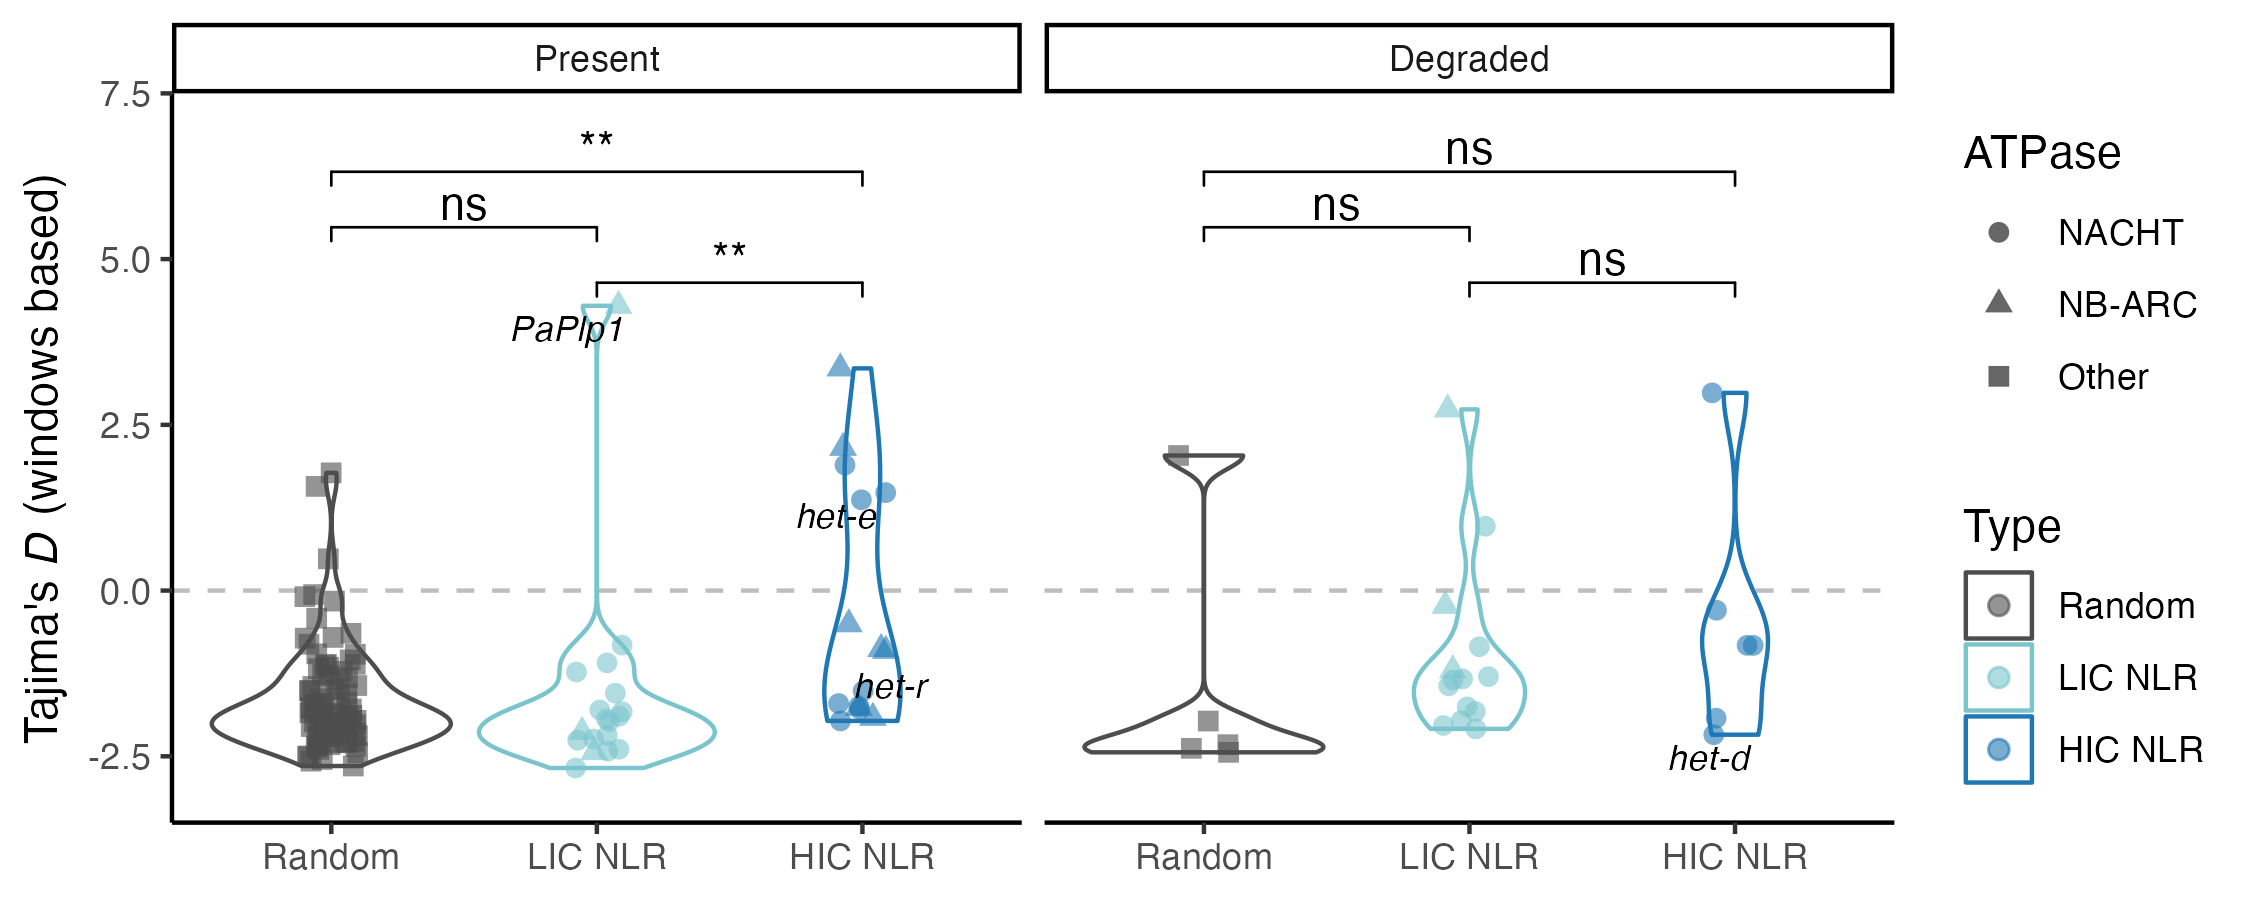 Present
Degraded
7.5
5.0
2.5
0.0
-2.5
Tajima's D (windows based)
**
ns
**
PaPlp1
het-e
het-r
ns
ns
ns
het-d
Random
LIC NLR
HIC NLR
Random
LIC NLR
HIC NLR
ATPase
NACHT
NB-ARC
Other
Type
Random
LIC NLR
HIC NLR